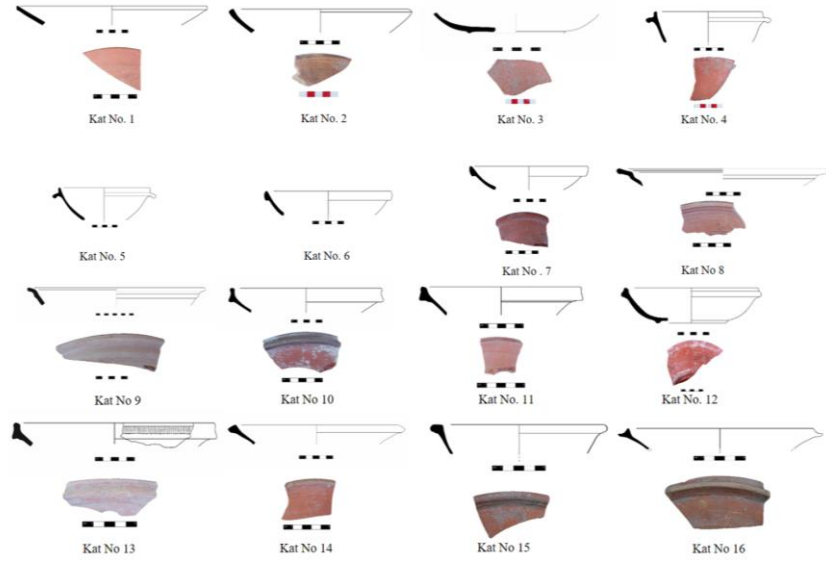 Kat No. 1
Kat No. 2
Kat No. 3
Kat No. 4
Kat No. 5
Kat No. 6
Kat No . 7
Kat No 8
Kat No 9
Kat No 10
Kat No. 11
Kat No. 12
Kat No 13
Kat No 14
Kat No 15
Kat No 16